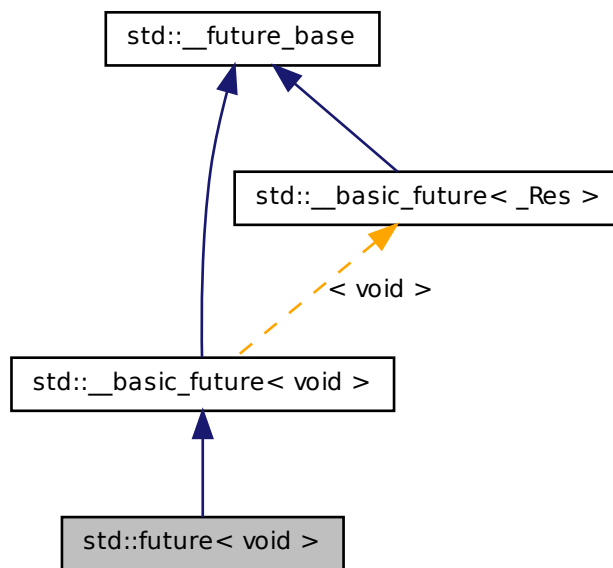 std::__future_base
std::__basic_future< _Res >
< void >
std::__basic_future< void >
std::future< void >